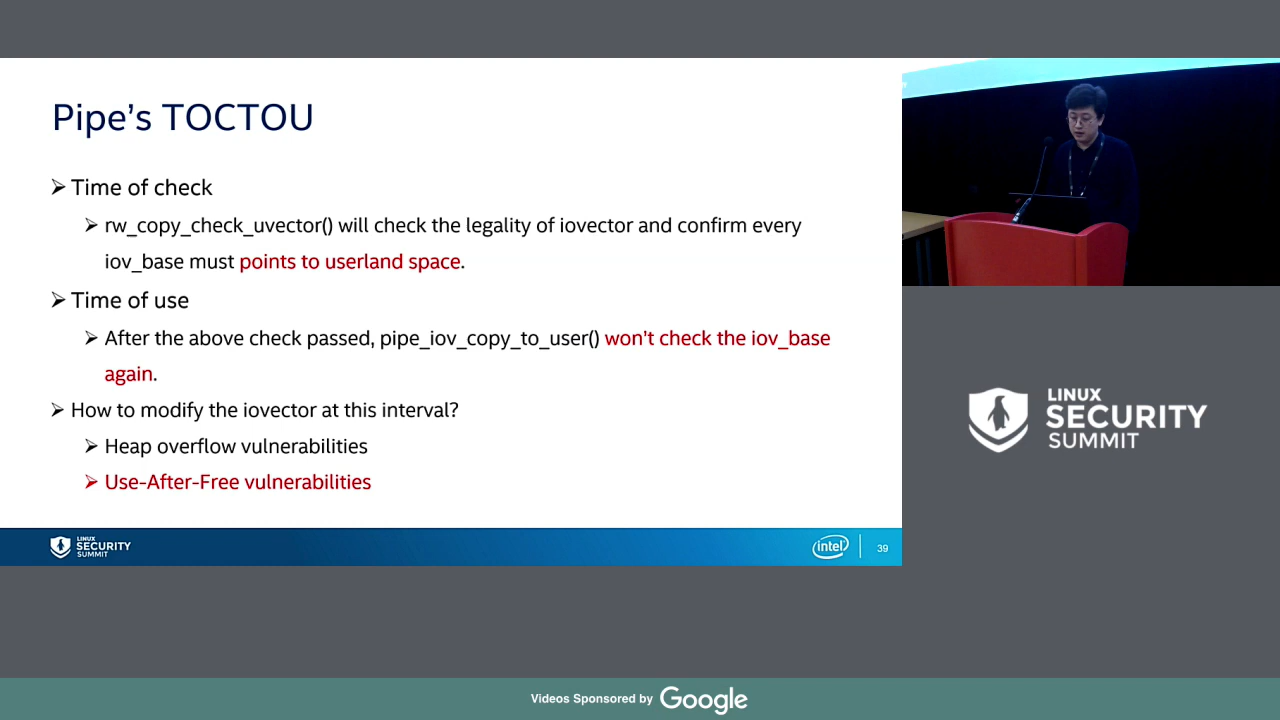 Pipe's TOCTOU
➢ Time of check
➢ rw_copy_check_uvector() will check the legality of iovector and confirm every
iov_base must points to userland space.
➢ Time of use
➢ After the above check passed, pipe_iov_copy_to_user() won't check the iov_base
again.
➢ How to modify the iovector at this interval?
➢ Heap overflow vulnerabilities
➢ Use-After-Free vulnerabilities
LINUX
SECURITY
SUMMIT
intel
39
LINUX
SECURITY
SUMMIT
Videos Sponsored by Google